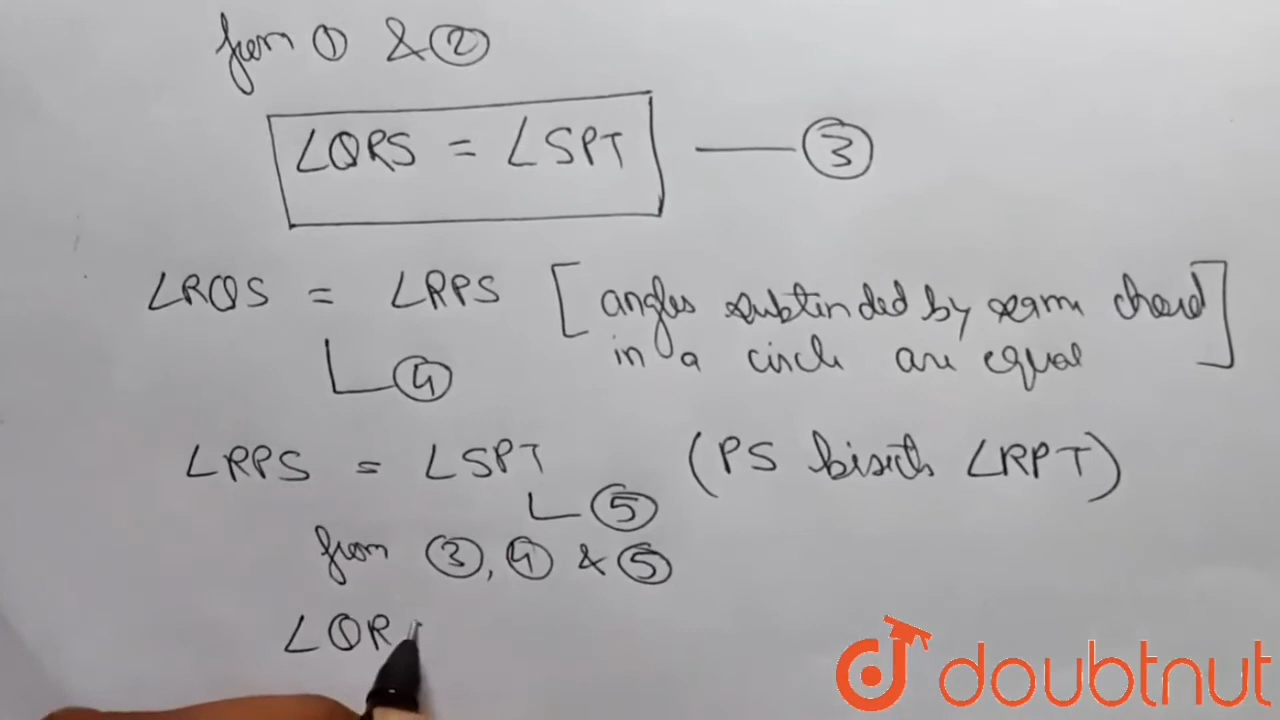 from ① & ②
∠QRS = ∠SPT — ③
∠RQS = ∠RPS [angles subtended by same chord
in a circle are equal]
④
∠RPS = ∠SPT (PS bisects ∠RPT)
⑤
from ③, ④ & ⑤
∠QR
doubtnut